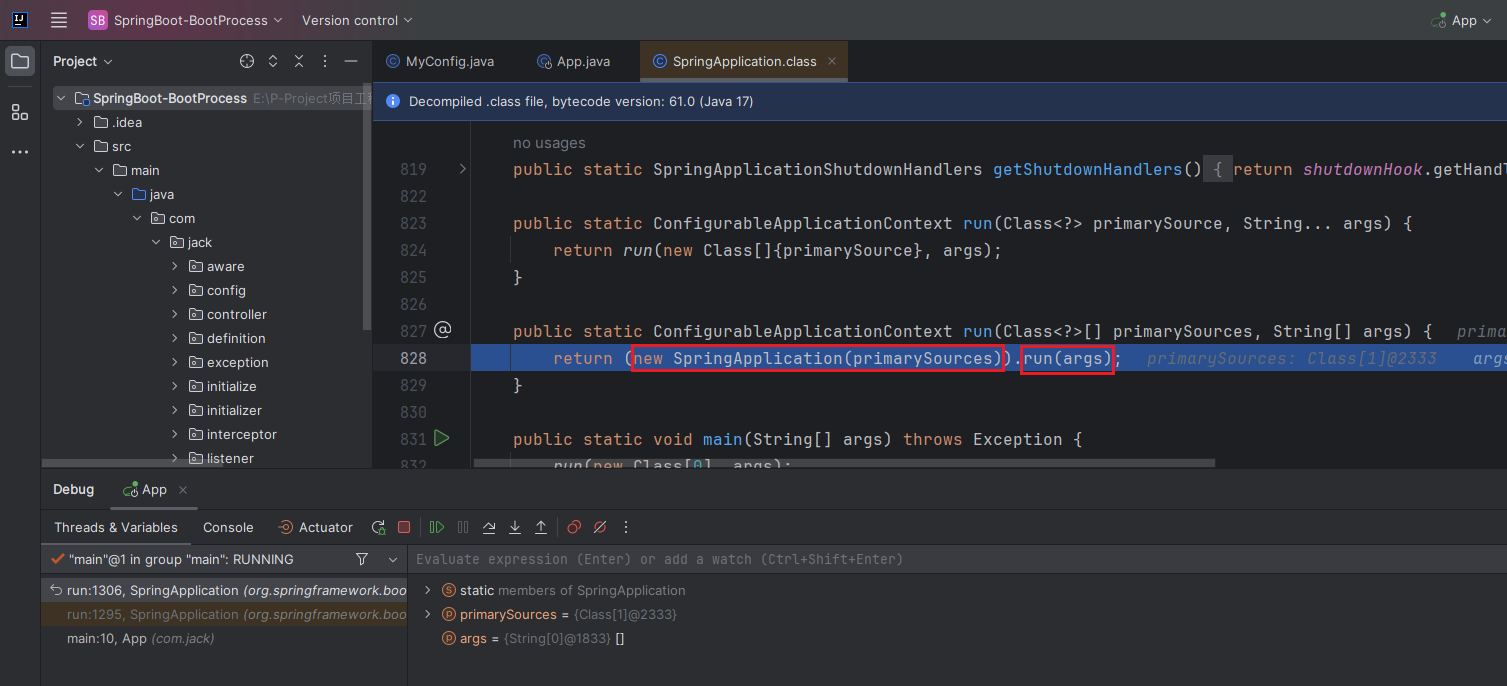 SB SpringBoot-BootProcess Version control App
Project MyConfig.java App.java SpringApplication.class
Decompiled .class file, bytecode version: 61.0 (Java 17)
SpringBoot-BootProcess E:\P-Project项目工程
.idea
src
main
java
com
jack
aware
config
controller
definition
exception
initialize
initializer
interceptor
listener
no usages
819 public static SpringApplicationShutdownHandlers getShutdownHandlers() { return shutdownHook.getHandl
822
823 public static ConfigurableApplicationContext run(Class<?> primarySource, String... args) {
824 return run(new Class[]{primarySource}, args);
825 }
826
827 public static ConfigurableApplicationContext run(Class<?>[] primarySources, String[] args) { prima
828 return (new SpringApplication(primarySources)).run(args); primarySources: Class[1]@2333 args
829 }
830
831 public static void main(String[] args) throws Exception {
832 run(new Class[0], args);
Debug App
Threads & Variables Console Actuator
"main"@1 in group "main": RUNNING
Evaluate expression (Enter) or add a watch (Ctrl+Shift+Enter)
run:1306, SpringApplication (org.springframework.boo
run:1295, SpringApplication (org.springframework.boo
main:10, App (com.jack)
static members of SpringApplication
primarySources = {Class[1]@2333}
args = {String[0]@1833} []